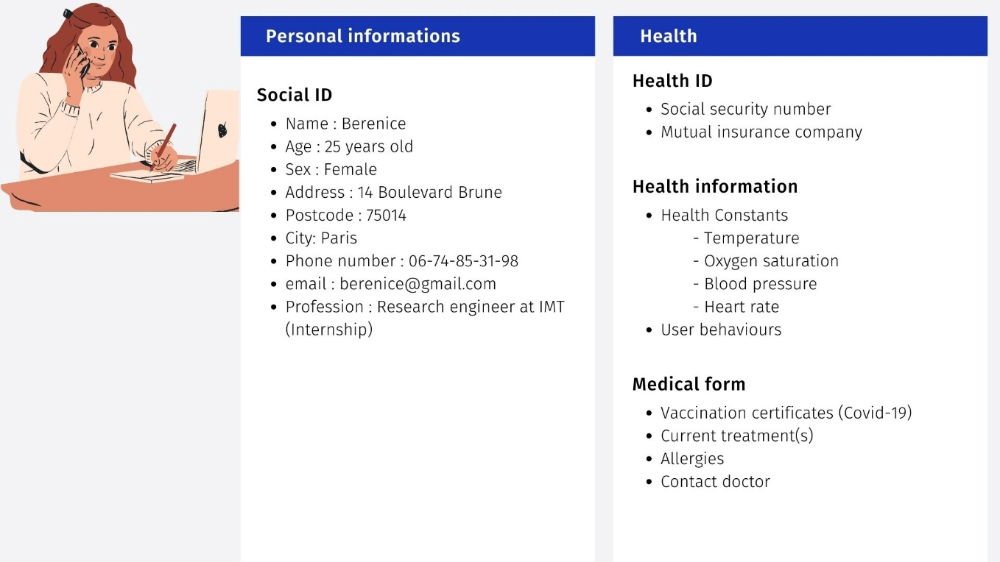 Personal informations
Social ID
• Name : Berenice
• Age : 25 years old
• Sex : Female
• Address : 14 Boulevard Brune
• Postcode : 75014
• City: Paris
• Phone number : 06-74-85-31-98
• email : berenice@gmail.com
• Profession : Research engineer at IMT
(Internship)
Health
Health ID
• Social security number
• Mutual insurance company
Health information
• Health Constants
- Temperature
- Oxygen saturation
- Blood pressure
- Heart rate
• User behaviours
Medical form
• Vaccination certificates (Covid-19)
• Current treatment(s)
• Allergies
• Contact doctor